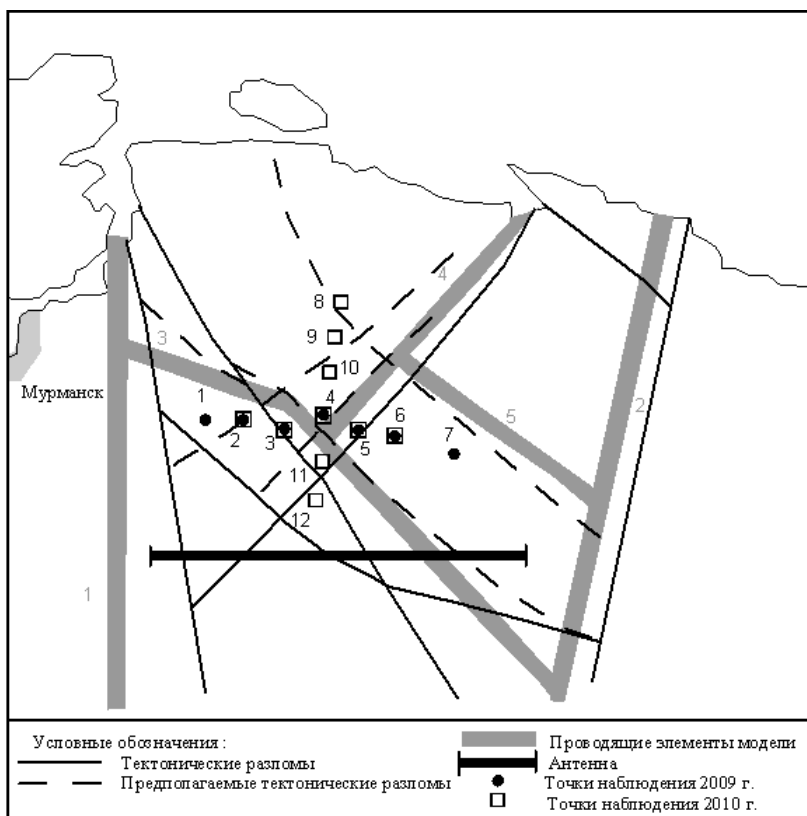 8
4
9
3
10
Мурманск
1
4
2
2
3
5
6
7
5
11
12
1
Условные обозначения :
Тектонические разломы
Предполагаемые тектонические разломы
Проводящие элементы модели
Антенна
Точки наблюдения 2009 г.
Точки наблюдения 2010 г.